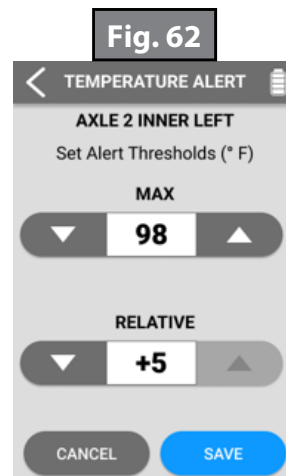 Fig. 62
TEMPERATURE ALERT
AXLE 2 INNER LEFT
Set Alert Thresholds (° F)
MAX
98
RELATIVE
+5
CANCEL SAVE